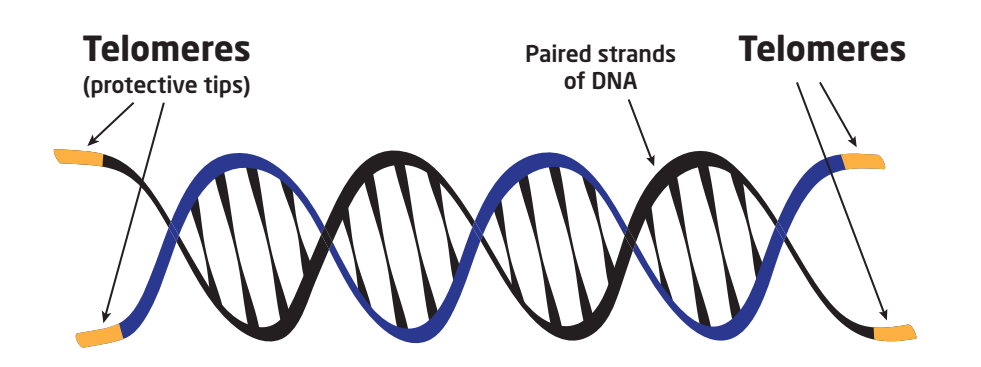 Telomeres
(protective tips)
Paired strands
of DNA
Telomeres